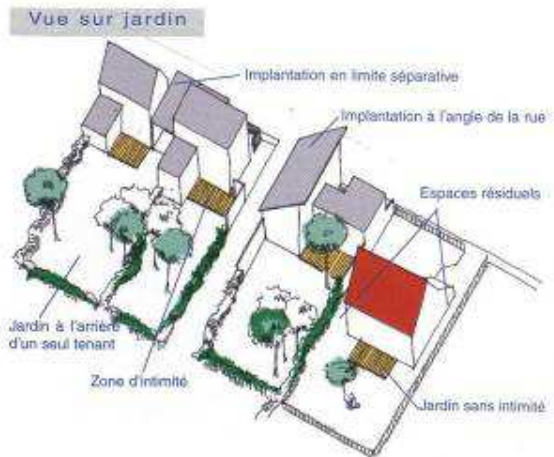 Vue sur jardin
Implantation en limite séparative
Implantation à l'angle de la rue
Espaces résiduels
Jardin à l'arrière
d'un seul tenant
Zone d'intimité
Jardin sans intimité